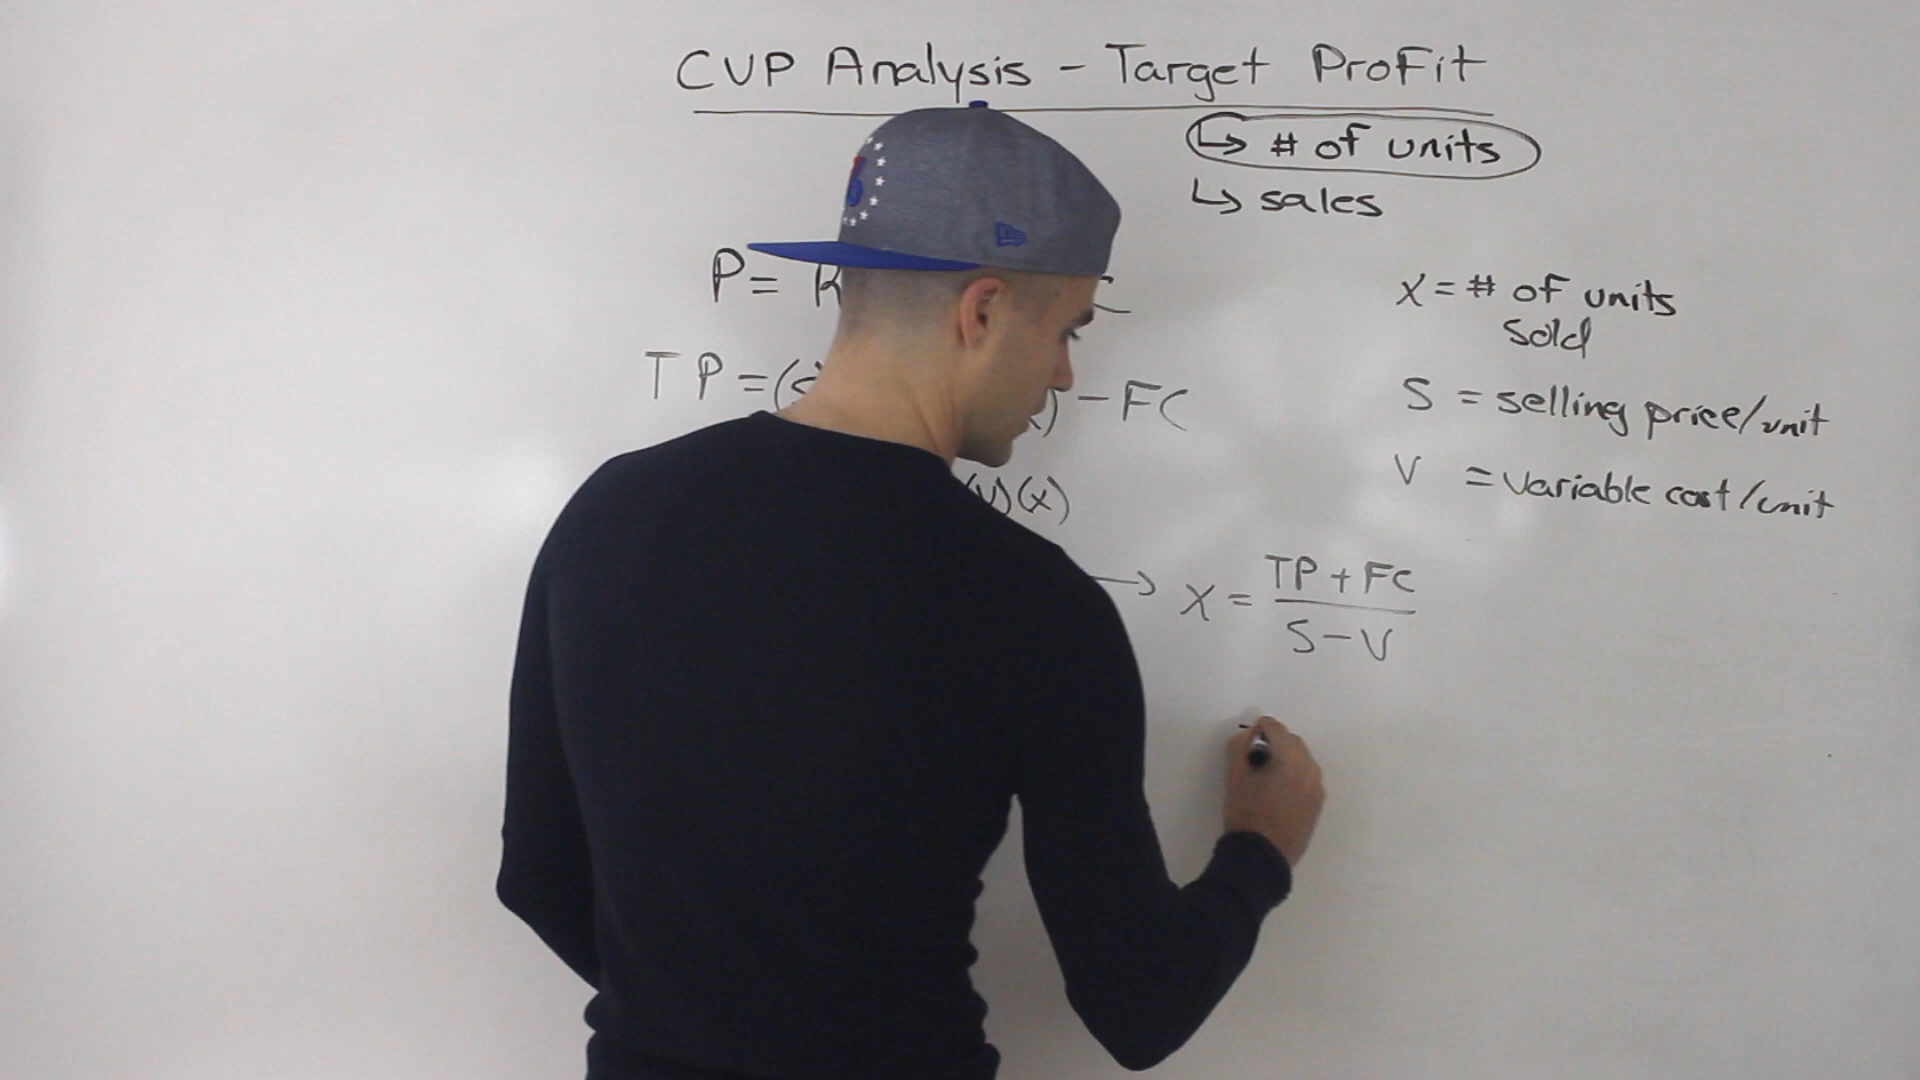 CVP Analysis - Target Profit
↳ # of units
↳ sales
P =
x = # of units
sold
TP = (s) - FC
S = selling price/unit
V = variable cost/unit
(v)(x)
→ x = TP + FC
S - V